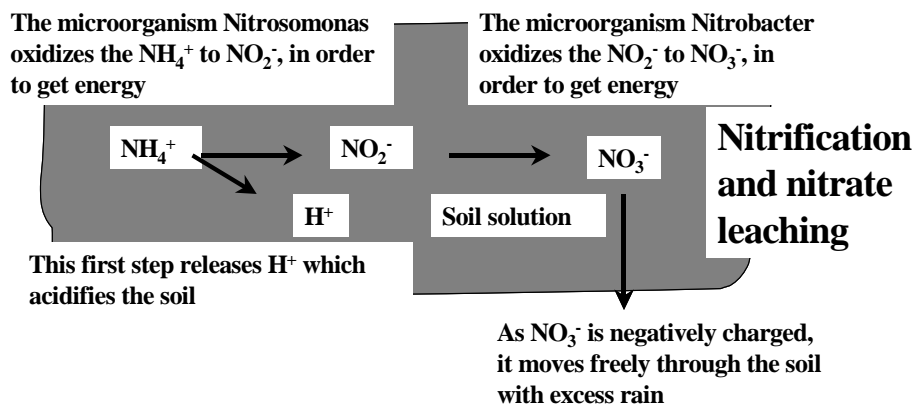 The microorganism Nitrosomonas
oxidizes the NH₄⁺ to NO₂⁻, in order
to get energy
The microorganism Nitrobacter
oxidizes the NO₂⁻ to NO₃⁻, in
order to get energy
NH₄⁺
NO₂⁻
NO₃⁻
H⁺
Soil solution
Nitrification
and nitrate
leaching
This first step releases H⁺ which
acidifies the soil
As NO₃⁻ is negatively charged,
it moves freely through the soil
with excess rain